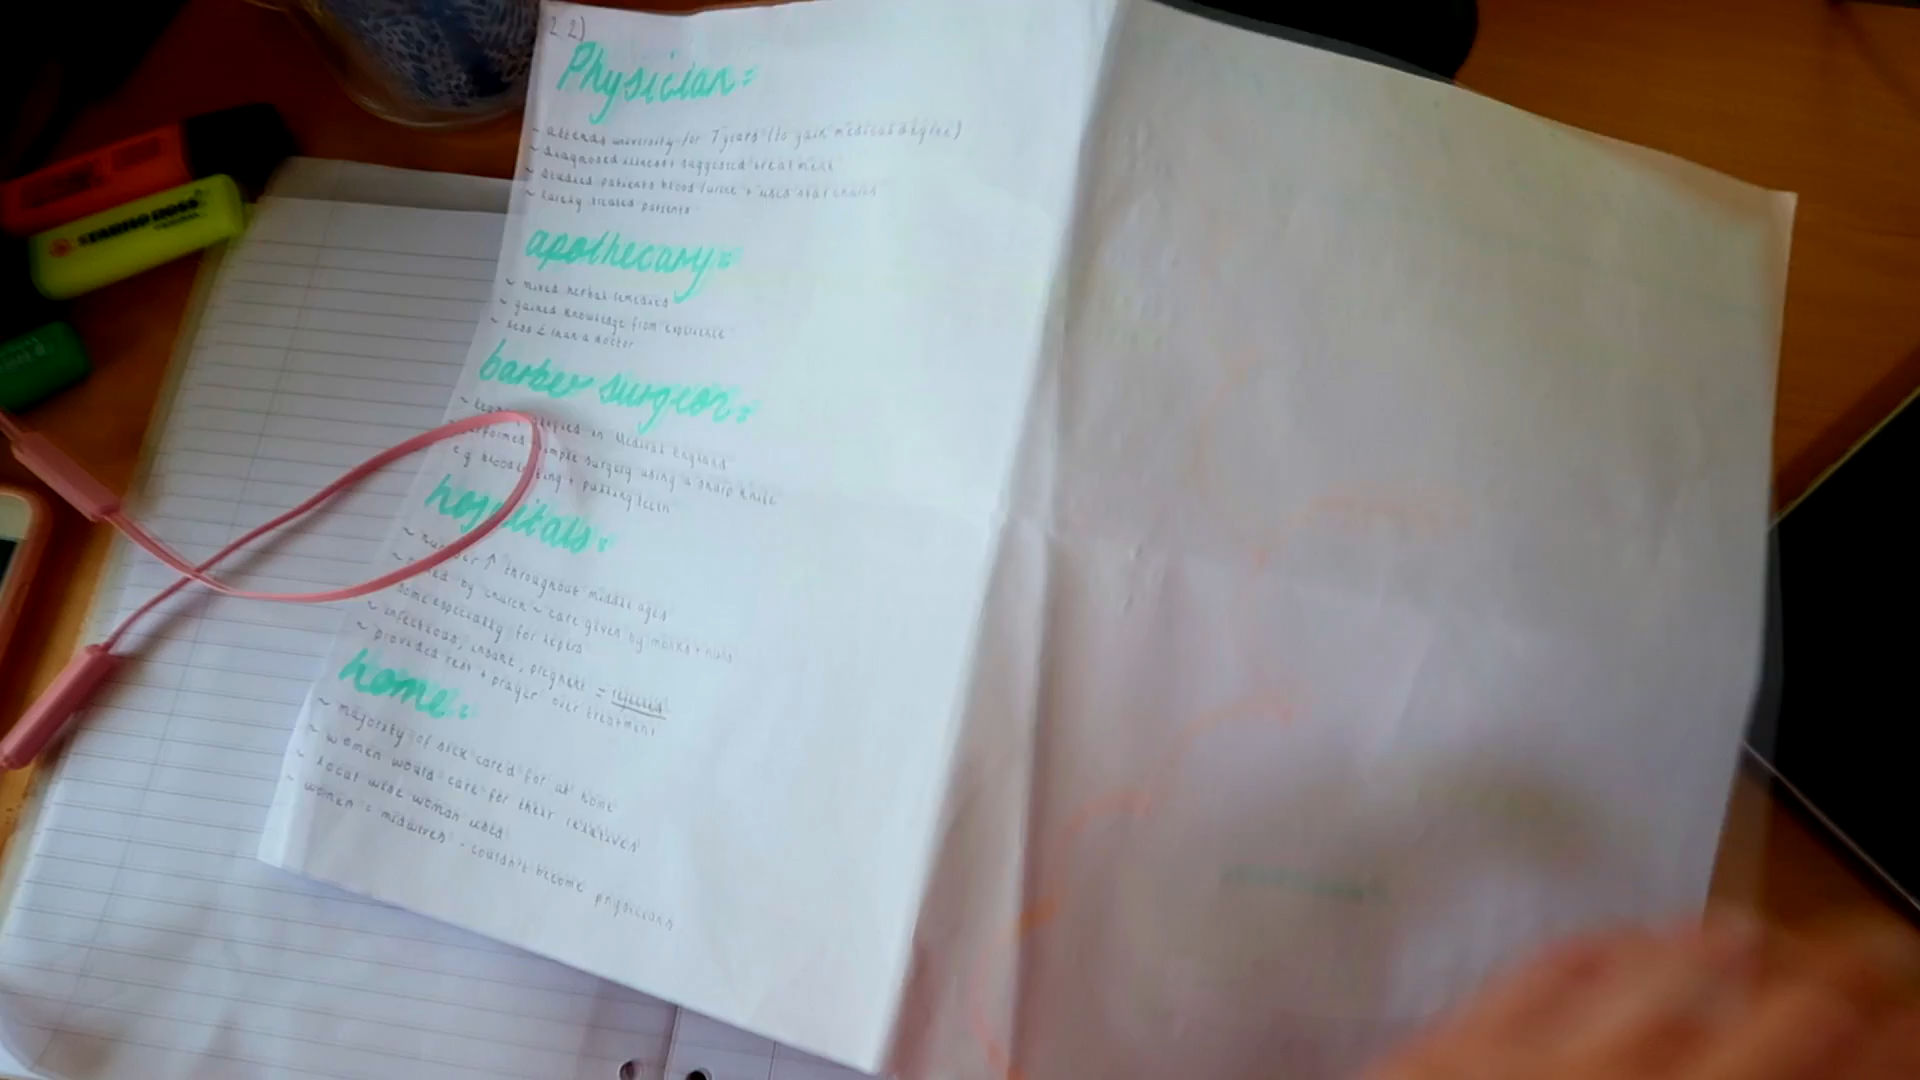 2.2)
Physician:
~ attends university for 7 years (to gain medical degree)
~ diagnosed illness + suggested treatment
~ studied patients blood/urine + used star charts
~ rarely treated patients
apothecary:
~ mixed herbal remedies
~ gained knowledge from experience
~ less £ than a doctor
barber surgeon:
in Medieval England
simple surgery using a sharp knife
e.g. + pulling teeth
hospitals:
~ number ↑ throughout middle ages
by church ~ care given by monks + nuns
some especially for lepers
~ infectious, insane, pregnant = rejected
~ provided rest + prayer over treatment
home:
~ majority of sick cared for at home
~ women would care for their relatives
~ local wise woman used
~ women = midwives - couldn't become physicians
STABILO BOSS